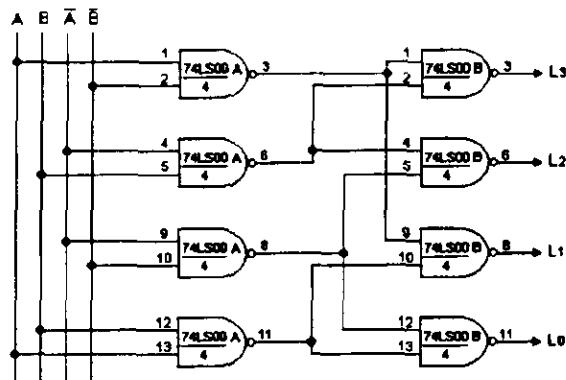 A B A̅ B̅
1 74LS00 A 3 1 74LS00 B 3 L3
2 4 2 4
4 74LS00 A 6 4 74LS00 B 6 L2
5 4 5 4
9 74LS00 A 8 9 74LS00 B 8 L1
10 4 10 4
12 74LS00 A 11 12 74LS00 B 11 L0
13 4 13 4